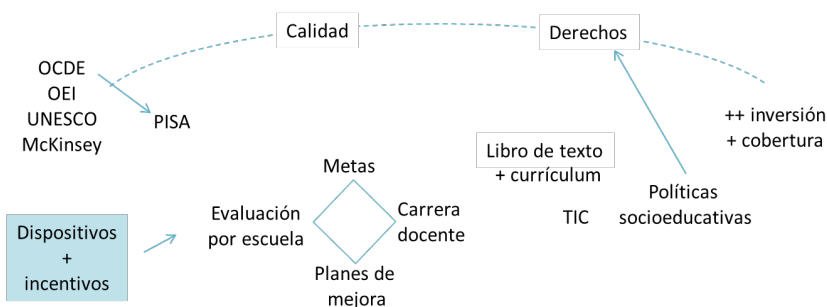 Calidad
Derechos
OCDE
OEI
UNESCO
McKinsey
PISA
++ inversión
+ cobertura
Libro de texto
+ currículum
Metas
Políticas
socioeducativas
TIC
Evaluación
por escuela
Carrera
docente
Dispositivos
+
incentivos
Planes de
mejora